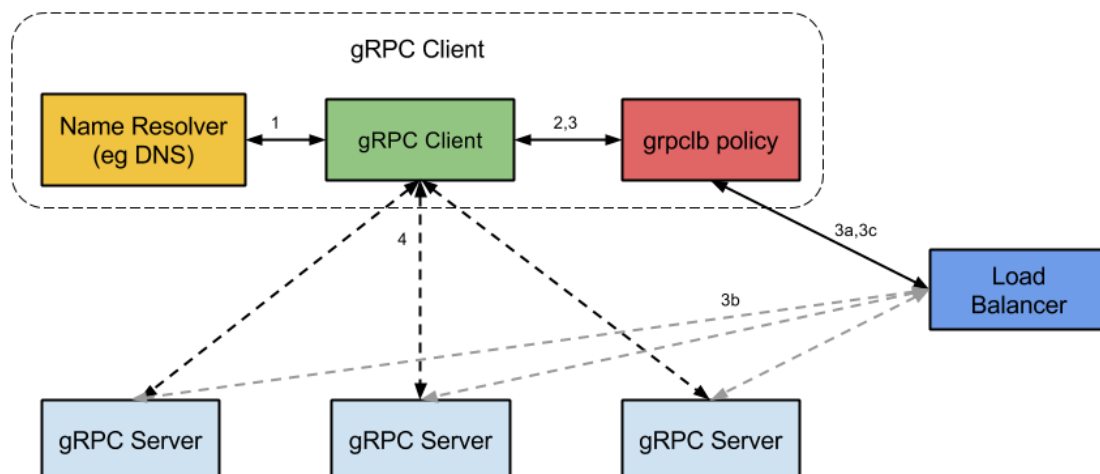 gRPC Client
Name Resolver
(eg DNS)
1
gRPC Client
2,3
grpclb policy
4
3a,3c
Load
Balancer
3b
gRPC Server
gRPC Server
gRPC Server